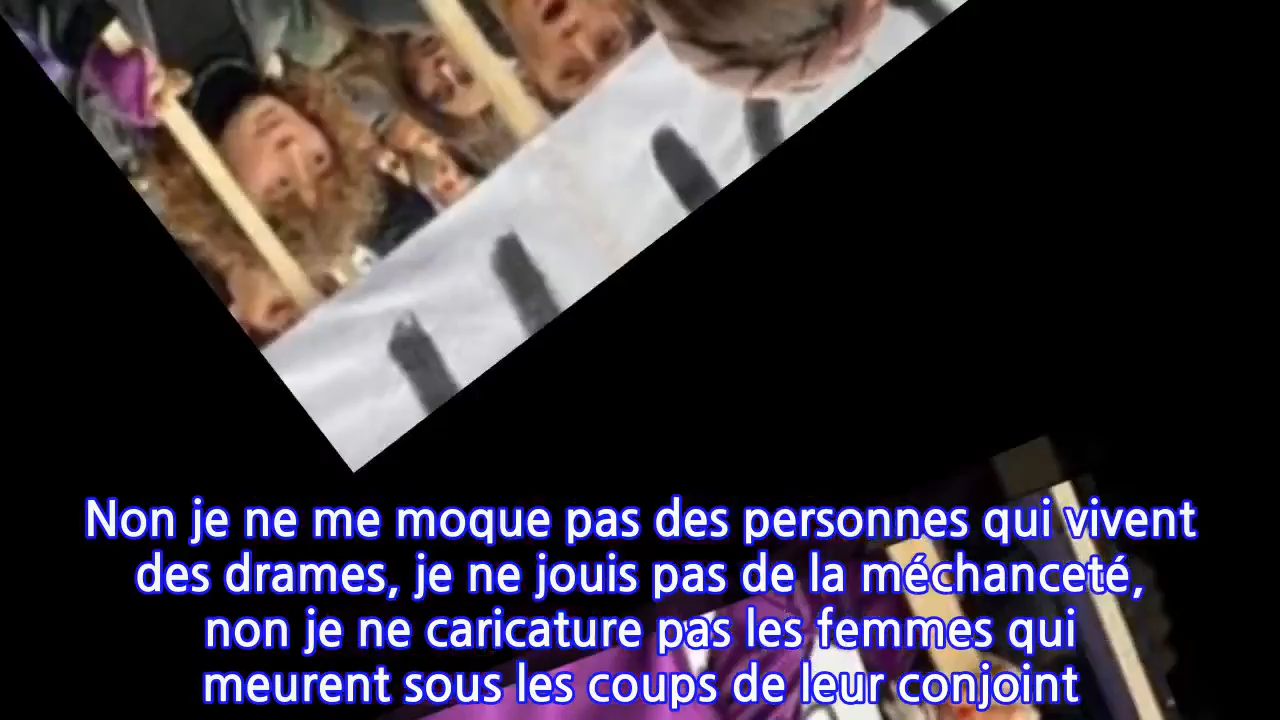 Non je ne me moque pas des personnes qui vivent
des drames, je ne jouis pas de la méchanceté,
non je ne caricature pas les femmes qui
meurent sous les coups de leur conjoint